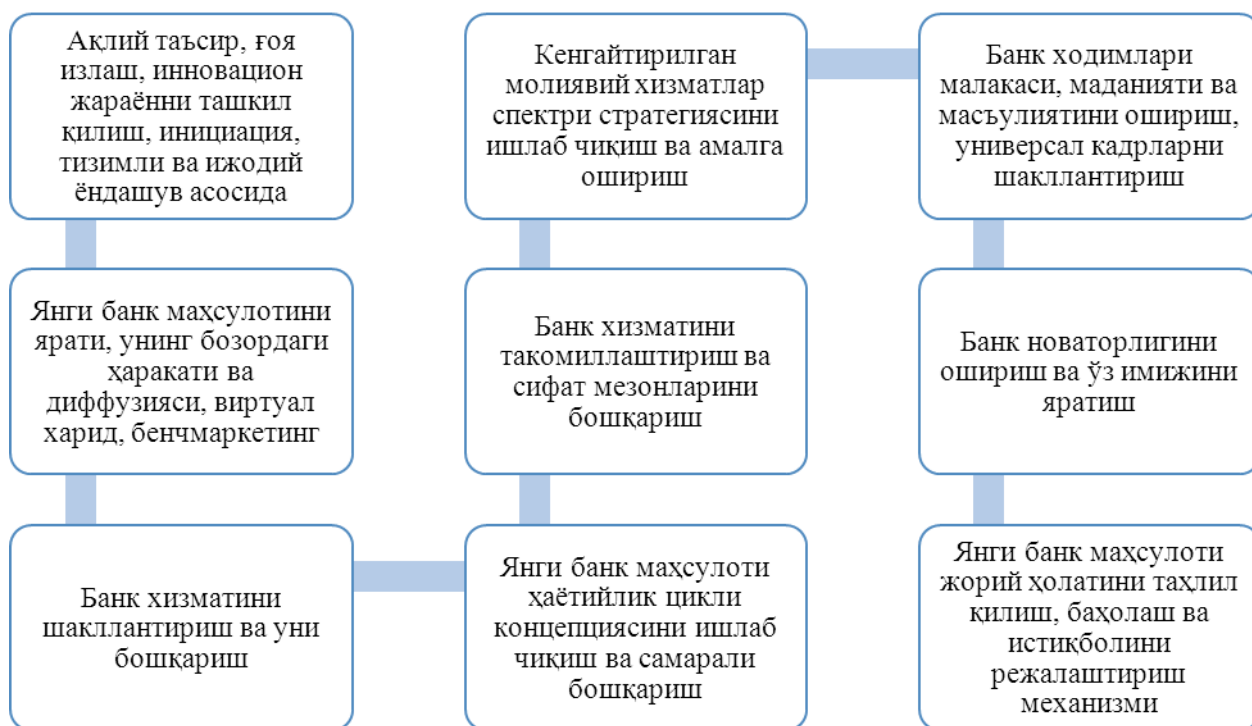 Ақлий таъсир, ғоя
излаш, инновацион
жараённи ташкил
қилиш, инициация,
тизимли ва ижодий
ёндашув асосида
Янги банк маҳсулотини
ярати, унинг бозордаги
ҳаракати ва
диффузияси, виртуал
харид, бенчмаркетинг
Банк хизматини
шакллантириш ва уни
бошқариш
Янги банк маҳсулоти
ҳаётийлик цикли
концепциясини ишлаб
чиқиш ва самарали
бошқариш
Банк хизматини
такомиллаштириш ва
сифат мезонларини
бошқариш
Кенгайтирилган
молиявий хизматлар
спектри стратегиясини
ишлаб чиқиш ва амалга
ошириш
Банк ходимлари
малакаси, маданияти ва
масъулиятини ошириш,
универсал кадрларни
шакллантириш
Банк новаторлигини
ошириш ва ўз имижини
яратиш
Янги банк маҳсулоти
жорий ҳолатини таҳлил
қилиш, баҳолаш ва
истиқболини
режалаштириш
механизми